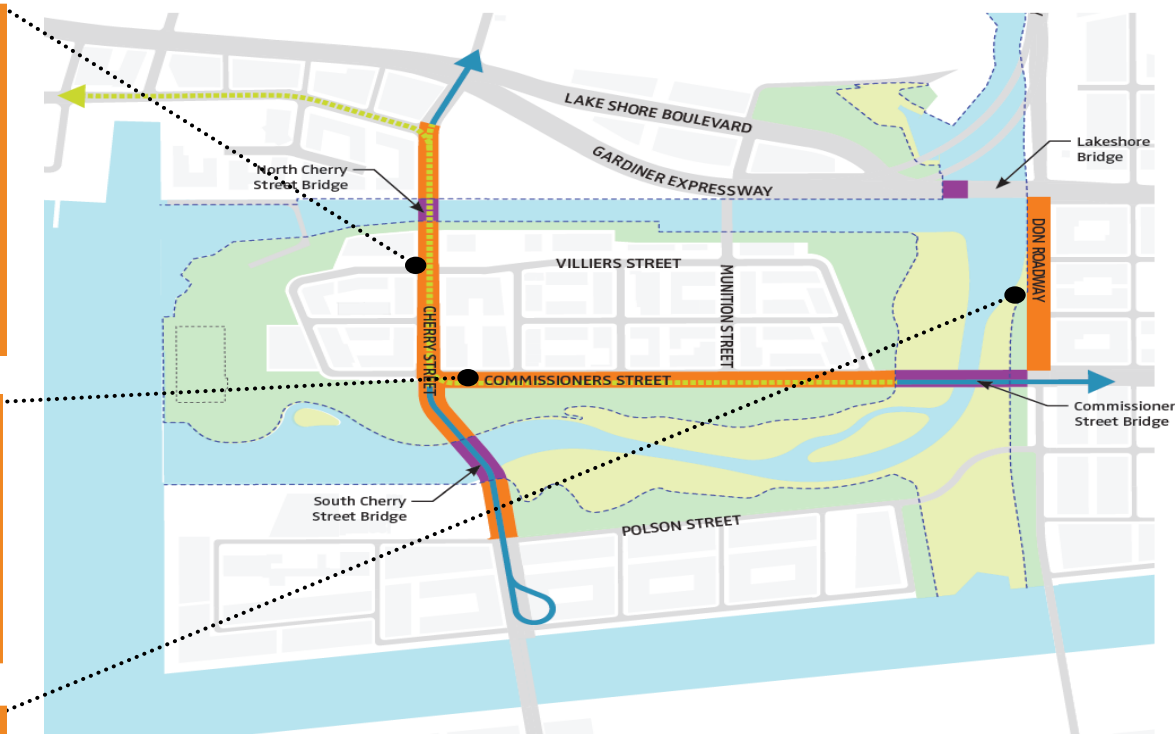 LAKE SHORE BOULEVARD
Lakeshore
Bridge
GARDINER EXPRESSWAY
North Cherry
Street Bridge
DON ROADWAY
VILLIERS STREET
MUNITION STREET
CHERRY STREET
COMMISSIONERS STREET
Commissioner
Street Bridge
South Cherry
Street Bridge
POLSON STREET